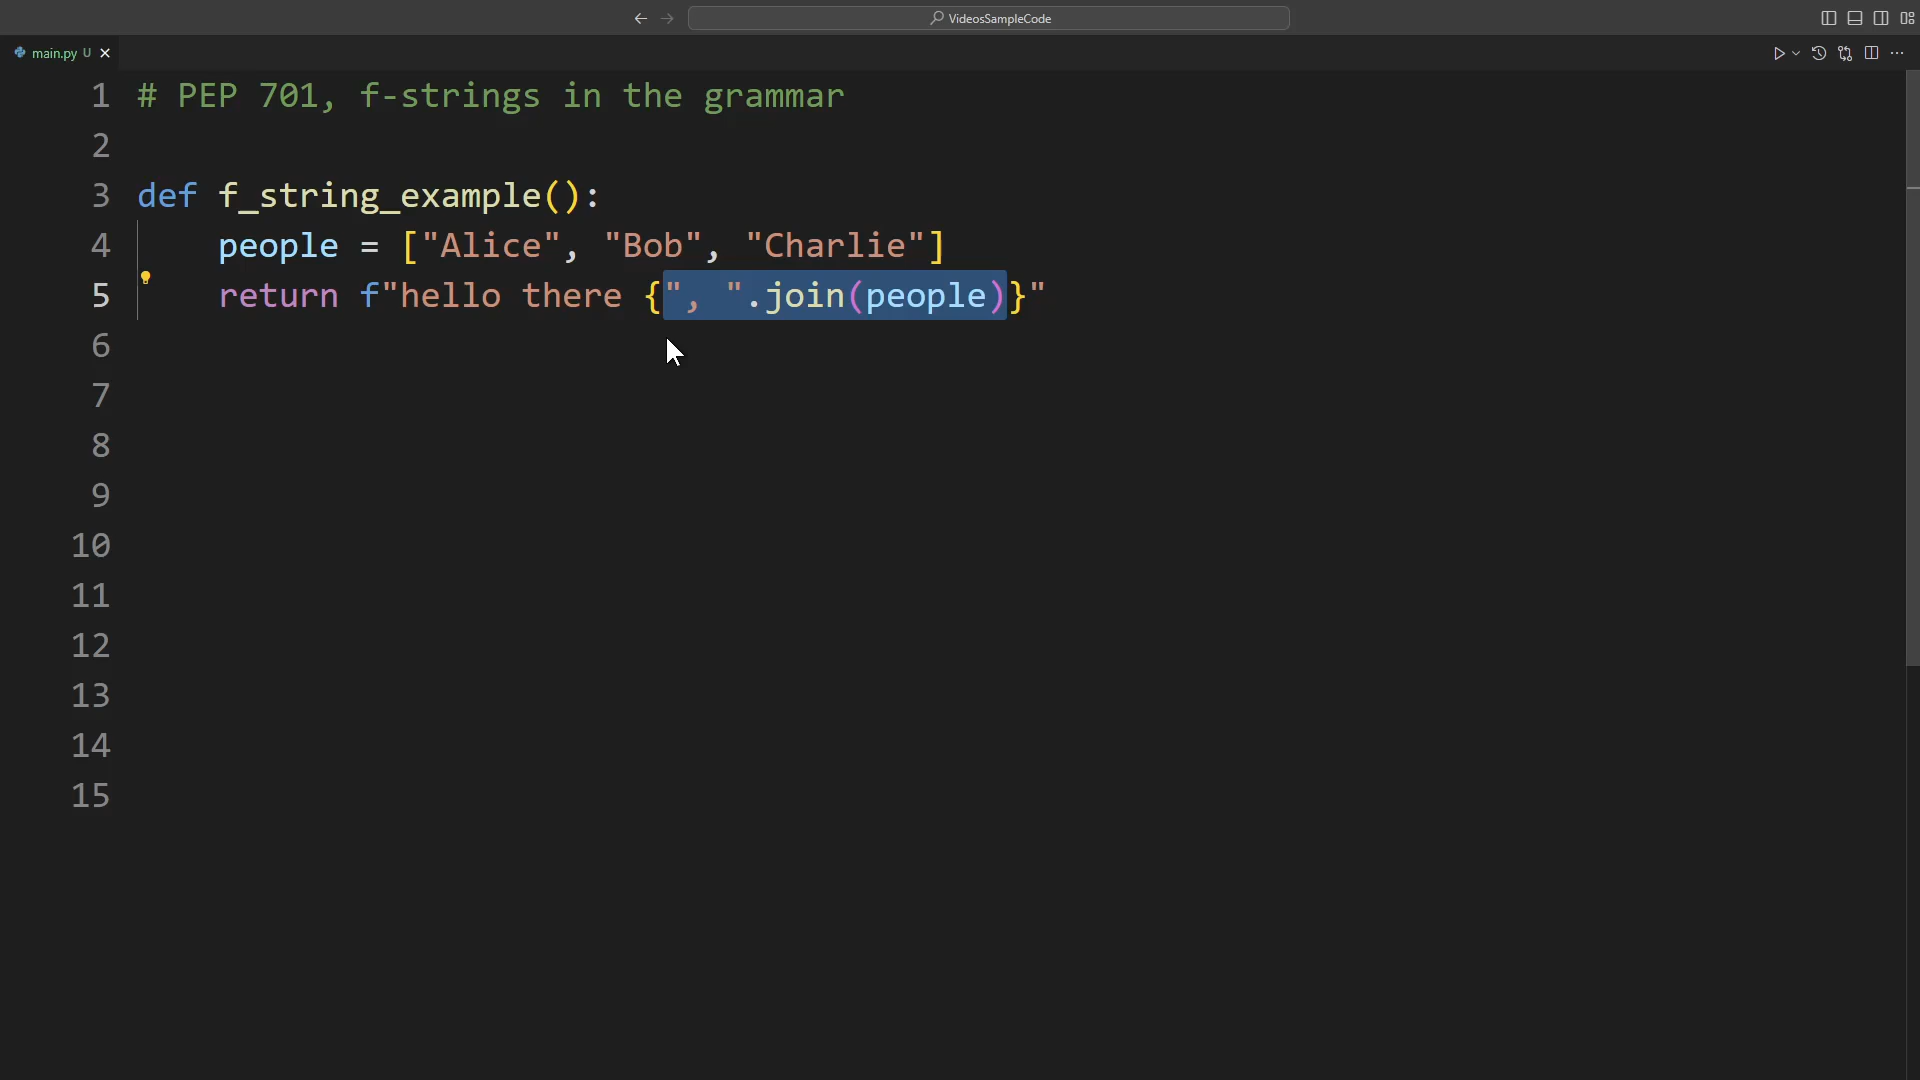 VideosSampleCode
main.py U
1 # PEP 701, f-strings in the grammar
2
3 def f_string_example():
4     people = ["Alice", "Bob", "Charlie"]
5     return f"hello there {", ".join(people)}"
6
7
8
9
10
11
12
13
14
15